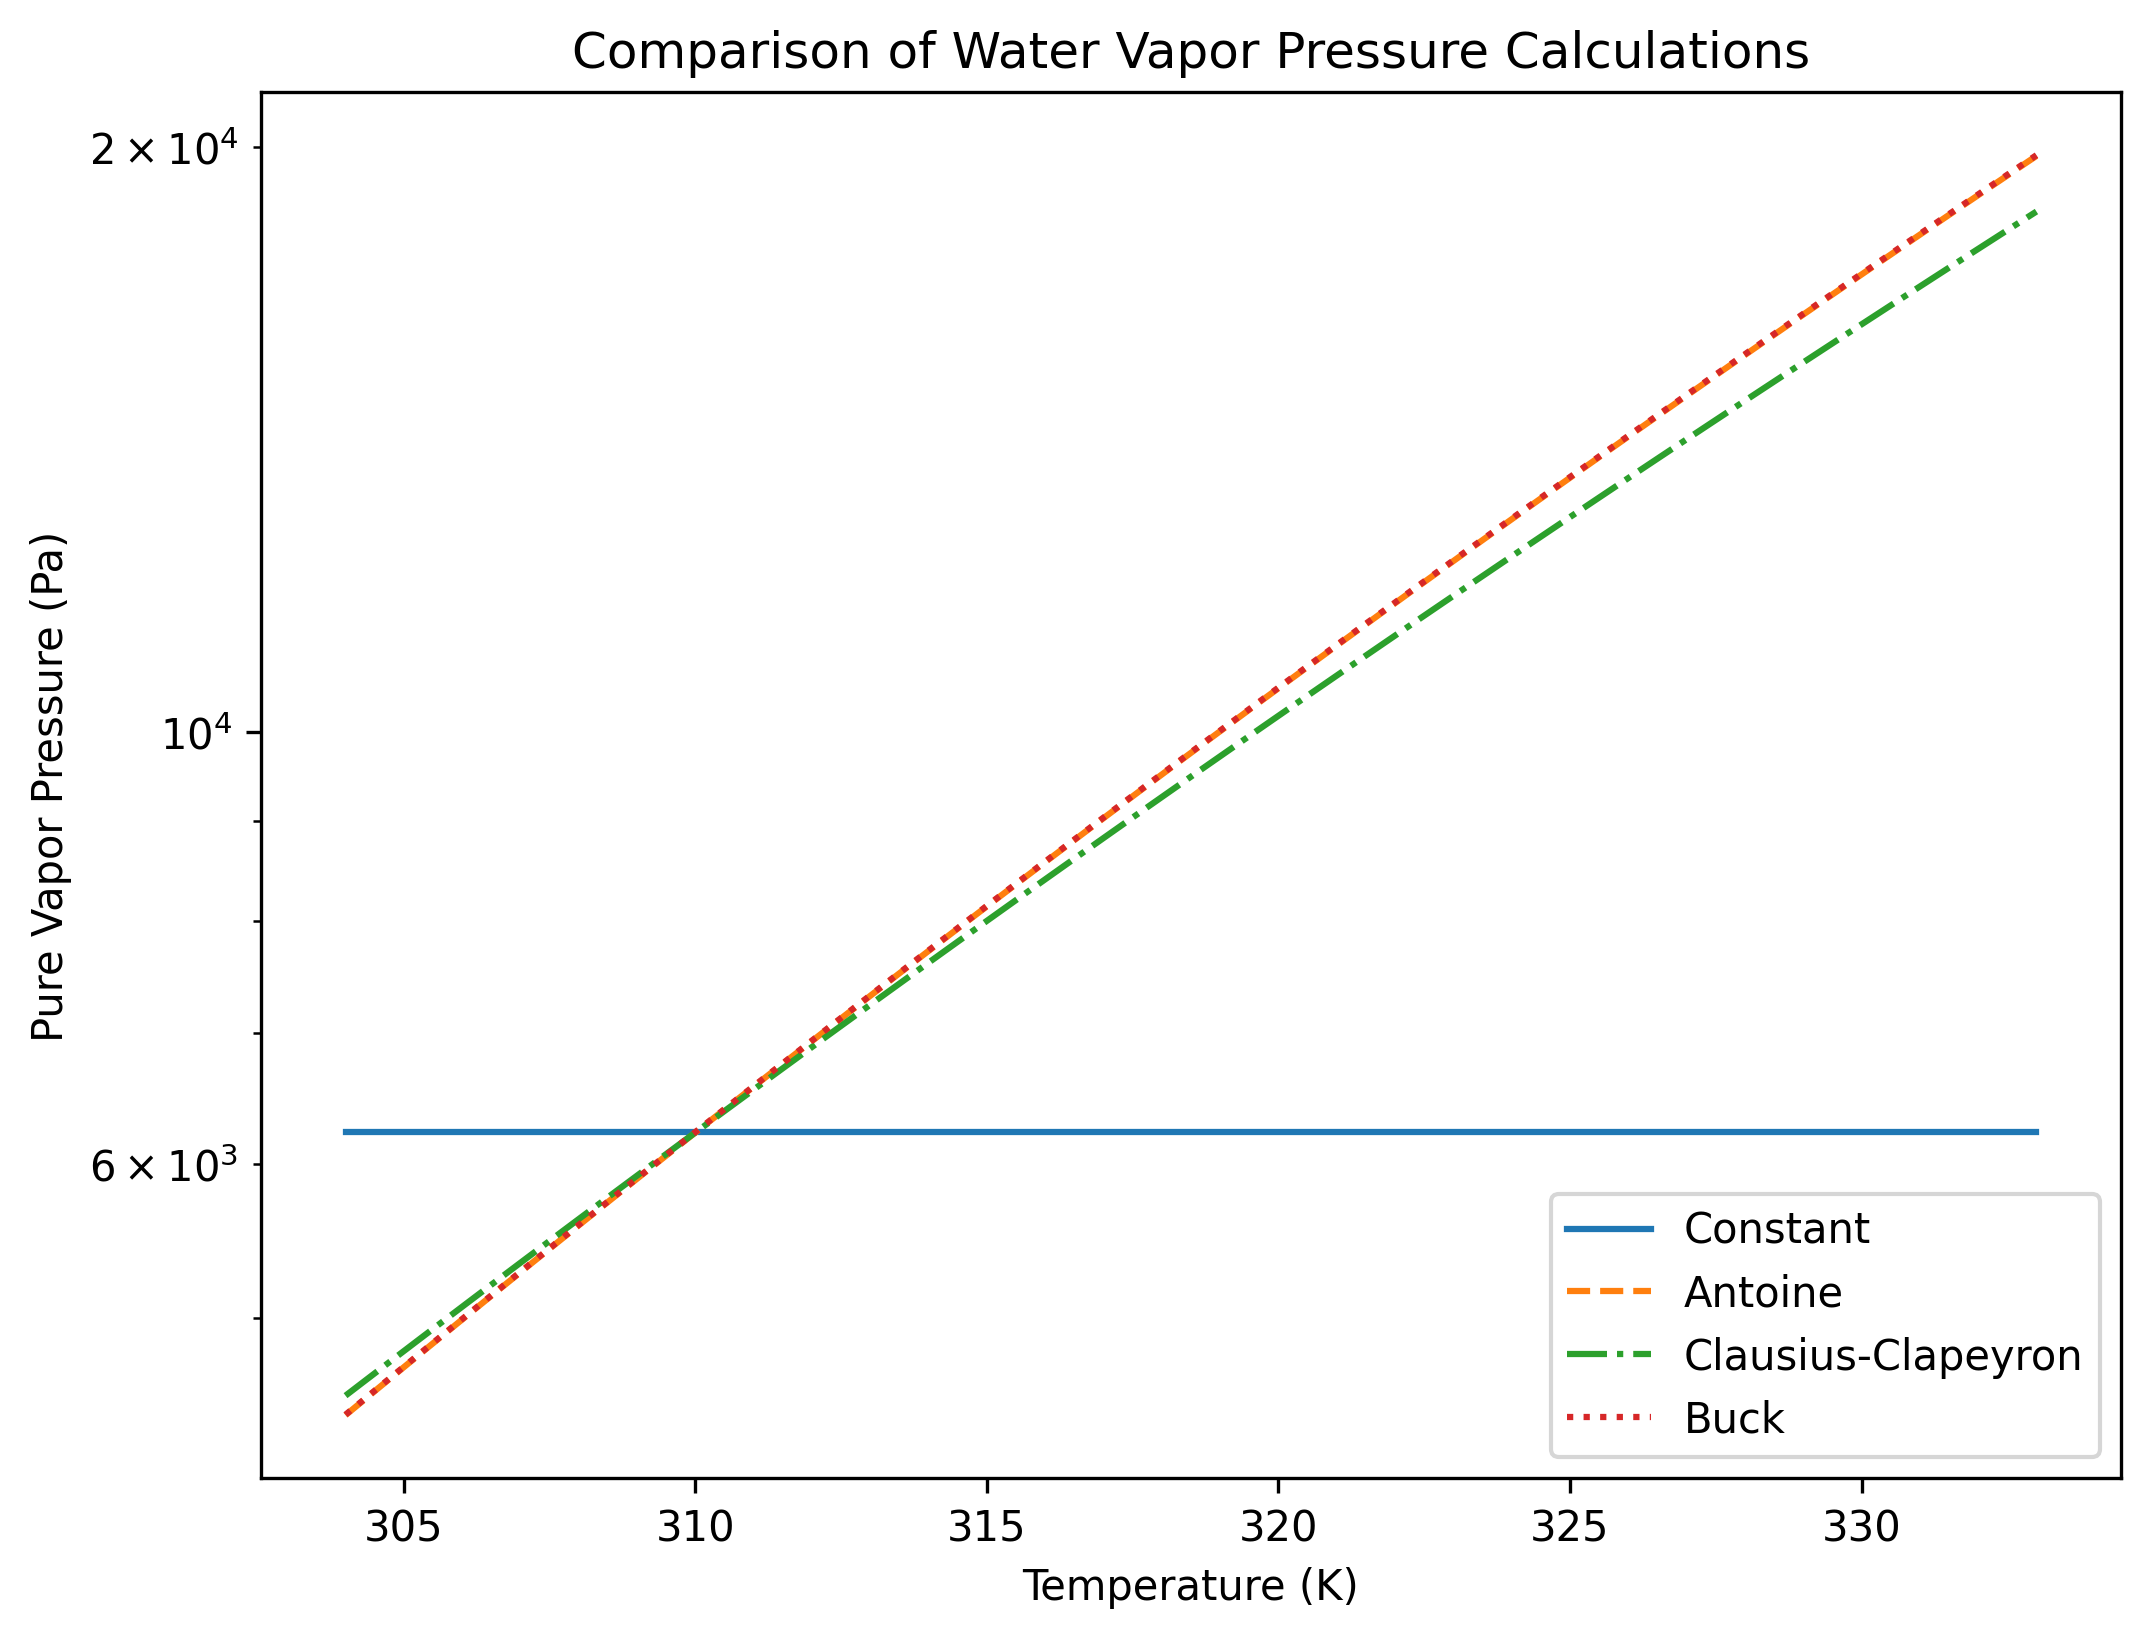 Comparison of Water Vapor Pressure Calculations
2 × 10⁴
10⁴
6 × 10³
Pure Vapor Pressure (Pa)
305 310 315 320 325 330
Temperature (K)
Constant
Antoine
Clausius-Clapeyron
Buck